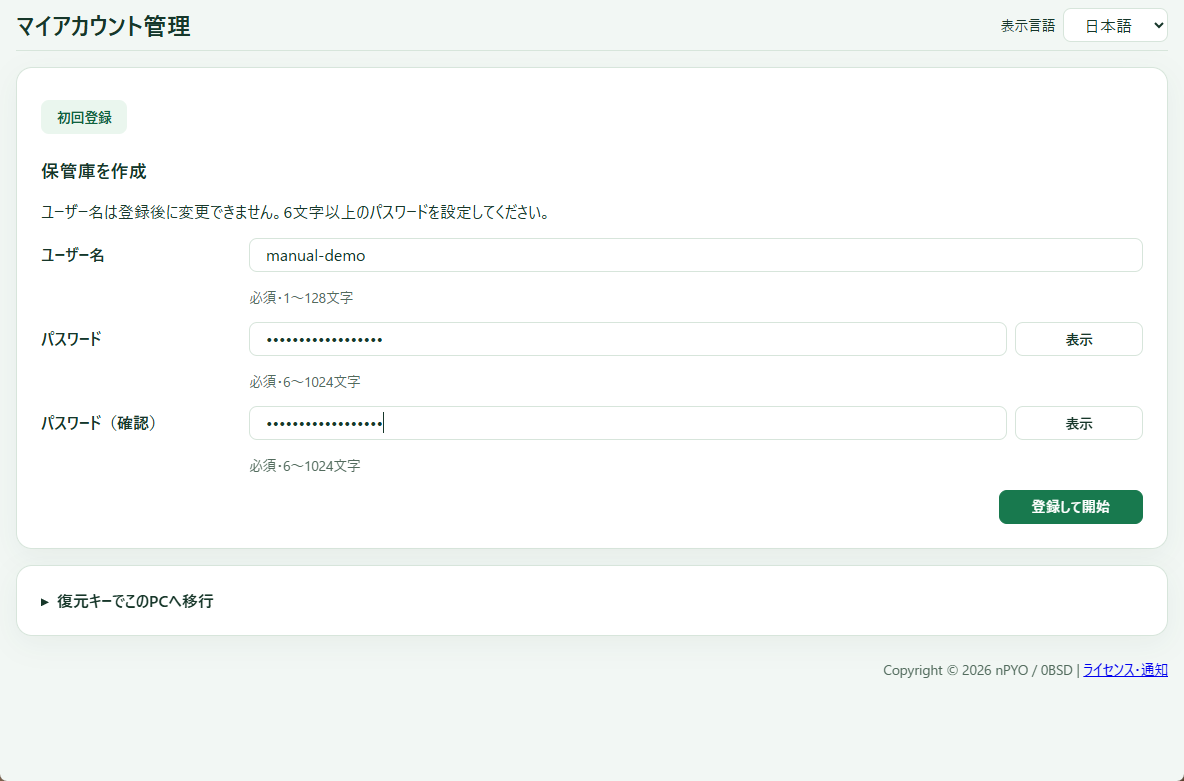 マイアカウント管理
表示言語 日本語
初回登録
保管庫を作成
ユーザー名は登録後に変更できません。6文字以上のパスワードを設定してください。
ユーザー名 manual-demo
必須・1～128文字
パスワード •••••••••••••••••• 表示
必須・6～1024文字
パスワード（確認） •••••••••••••••••• 表示
必須・6～1024文字
登録して開始
▸ 復元キーでこのPCへ移行
Copyright © 2026 nPYO / 0BSD | ライセンス・通知